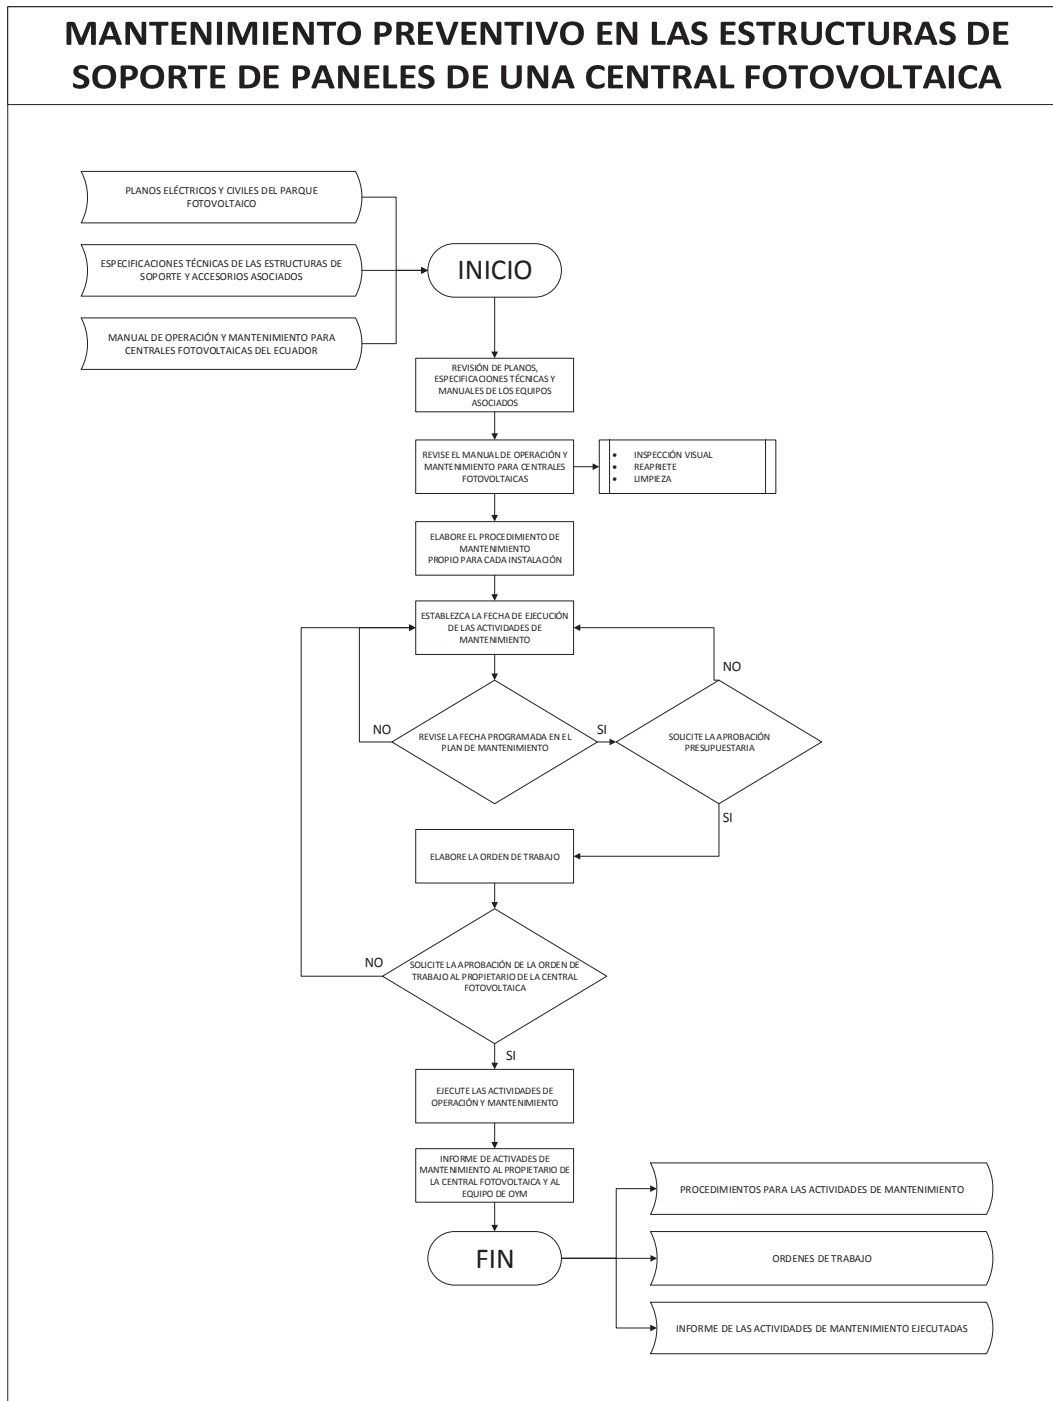 MANTENIMIENTO PREVENTIVO EN LAS ESTRUCTURAS DE
SOPORTE DE PANELES DE UNA CENTRAL FOTOVOLTAICA
PLANOS ELÉCTRICOS Y CIVILES DEL PARQUE
FOTOVOLTAICO
ESPECIFICACIONES TÉCNICAS DE LAS ESTRUCTURAS DE
SOPORTE Y ACCESORIOS ASOCIADOS
MANUAL DE OPERACIÓN Y MANTENIMIENTO PARA
CENTRALES FOTOVOLTAICAS DEL ECUADOR
INICIO
REVISIÓN DE PLANOS,
ESPECIFICACIONES TÉCNICAS Y
MANUALES DE LOS EQUIPOS
ASOCIADOS
REVISE EL MANUAL DE OPERACIÓN Y
MANTENIMIENTO PARA CENTRALES
FOTOVOLTAICAS
• INSPECCIÓN VISUAL
• REAPRIETE
• LIMPIEZA
ELABORE EL PROCEDIMIENTO DE
MANTENIMIENTO
PROPIO PARA CADA INSTALACIÓN
ESTABLEZCA LA FECHA DE EJECUCIÓN
DE LAS ACTIVIDADES DE
MANTENIMIENTO
NO
REVISE LA FECHA PROGRAMADA EN EL
PLAN DE MANTENIMIENTO
SI
NO
SOLICITE LA APROBACIÓN
PRESUPUESTARIA
SI
ELABORE LA ORDEN DE TRABAJO
NO
SOLICITE LA APROBACIÓN DE LA ORDEN DE
TRABAJO AL PROPIETARIO DE LA CENTRAL
FOTOVOLTAICA
SI
EJECUTE LAS ACTIVIDADES DE
OPERACIÓN Y MANTENIMIENTO
INFORME DE ACTIVADES DE
MANTENIMIENTO AL PROPIETARIO DE
LA CENTRAL FOTOVOLTAICA Y AL
EQUIPO DE OYM
FIN
PROCEDIMIENTOS PARA LAS ACTIVIDADES DE MANTENIMIENTO
ORDENES DE TRABAJO
INFORME DE LAS ACTIVIDADES DE MANTENIMIENTO EJECUTADAS